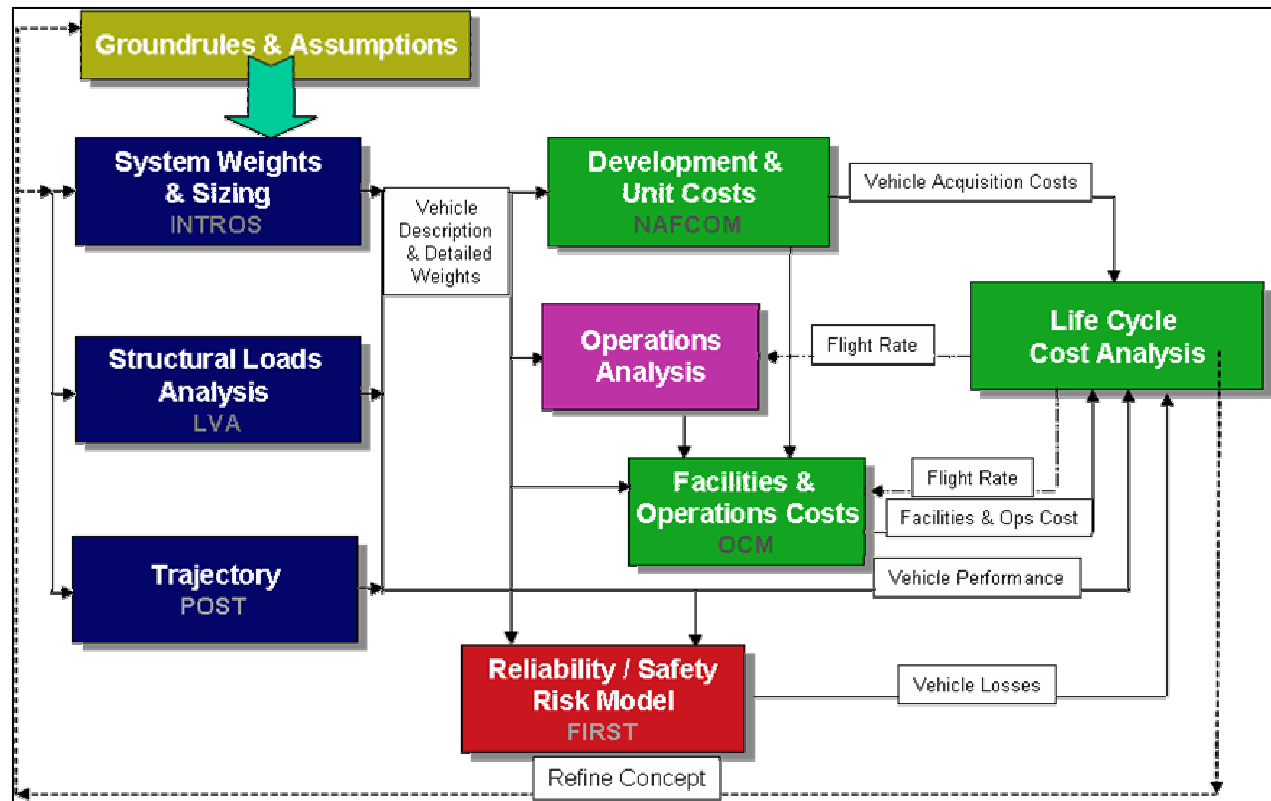 Groundrules & Assumptions
System Weights
& Sizing
INTROS
Vehicle
Description
& Detailed
Weights
Development &
Unit Costs
NAFCOM
Vehicle Acquisition Costs
Structural Loads
Analysis
LVA
Operations
Analysis
Flight Rate
Life Cycle
Cost Analysis
Facilities &
Operations Costs
OCM
Flight Rate
Facilities & Ops Cost
Trajectory
POST
Vehicle Performance
Reliability / Safety
Risk Model
FIRST
Vehicle Losses
Refine Concept